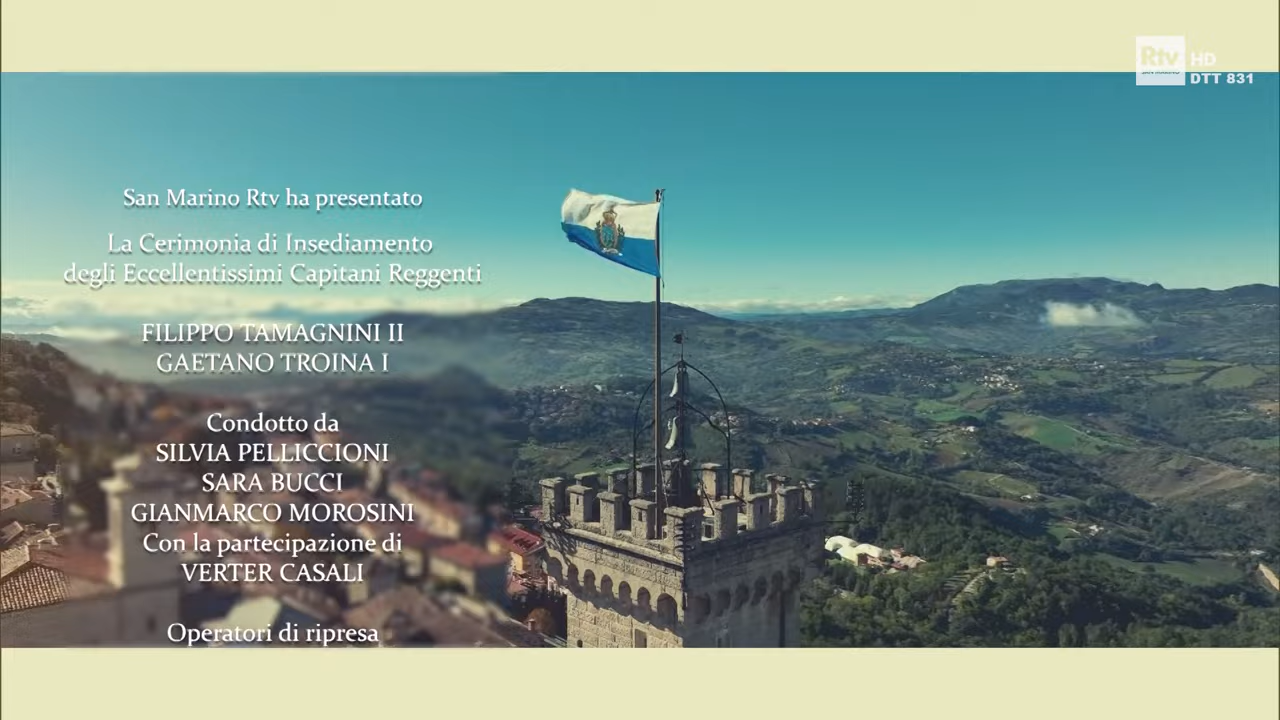 Rtv
SAN MARINO
HD
DTT 831
San Marino Rtv ha presentato
La Cerimonia di Insediamento
degli Eccellentissimi Capitani Reggenti
FILIPPO TAMAGNINI II
GAETANO TROINA I
Condotto da
SILVIA PELLICCIONI
SARA BUCCI
GIANMARCO MOROSINI
Con la partecipazione di
VERTER CASALI
Operatori di ripresa